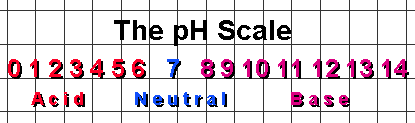 The pH Scale
0 1 2 3 4 5 6 7 8 9 10 11 12 13 14
Acid Neutral Base